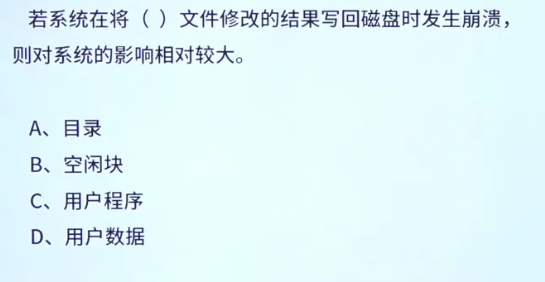 若系统在将（ ）文件修改的结果写回磁盘时发生崩溃，
则对系统的影响相对较大。
A、目录
B、空闲块
C、用户程序
D、用户数据